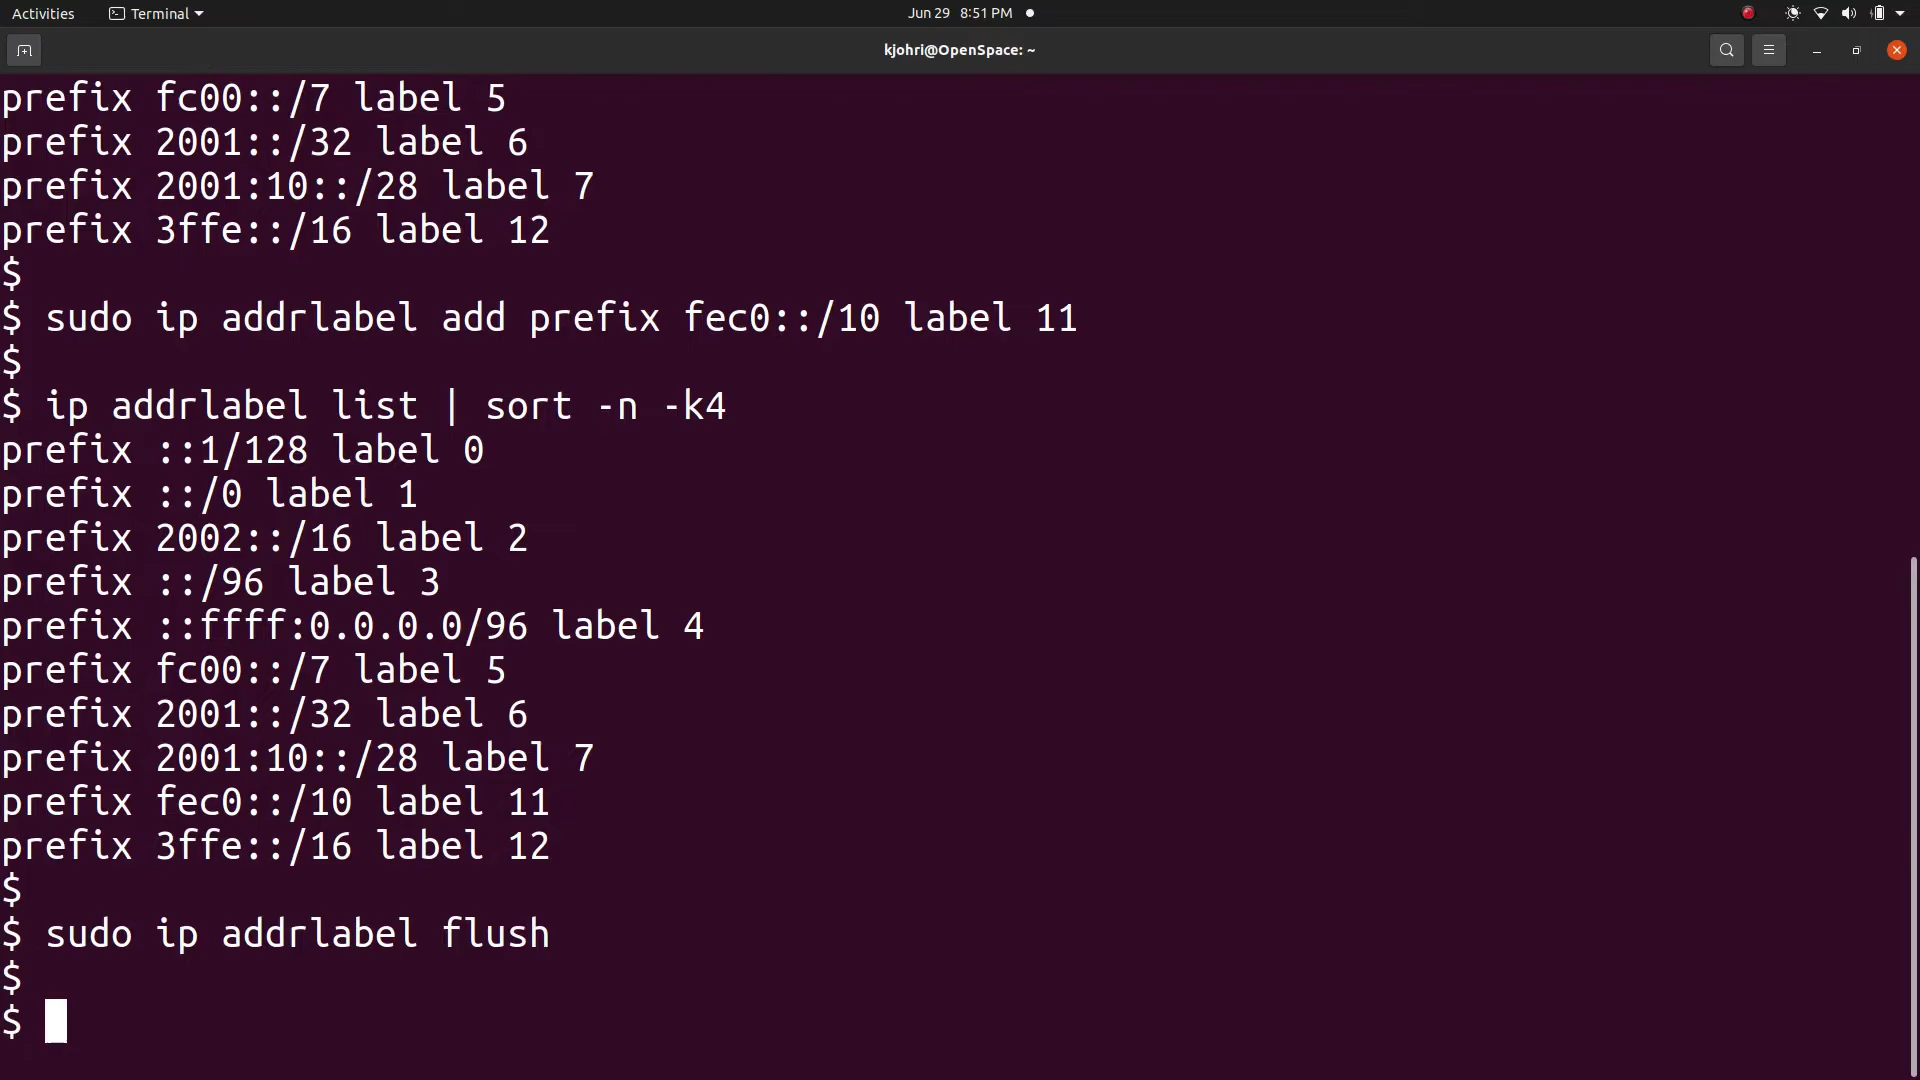 Activities Terminal Jun 29 8:51 PM
kjohri@OpenSpace: ~
prefix fc00::/7 label 5
prefix 2001::/32 label 6
prefix 2001:10::/28 label 7
prefix 3ffe::/16 label 12
$
$ sudo ip addrlabel add prefix fec0::/10 label 11
$
$ ip addrlabel list | sort -n -k4
prefix ::1/128 label 0
prefix ::/0 label 1
prefix 2002::/16 label 2
prefix ::/96 label 3
prefix ::ffff:0.0.0.0/96 label 4
prefix fc00::/7 label 5
prefix 2001::/32 label 6
prefix 2001:10::/28 label 7
prefix fec0::/10 label 11
prefix 3ffe::/16 label 12
$
$ sudo ip addrlabel flush
$
$